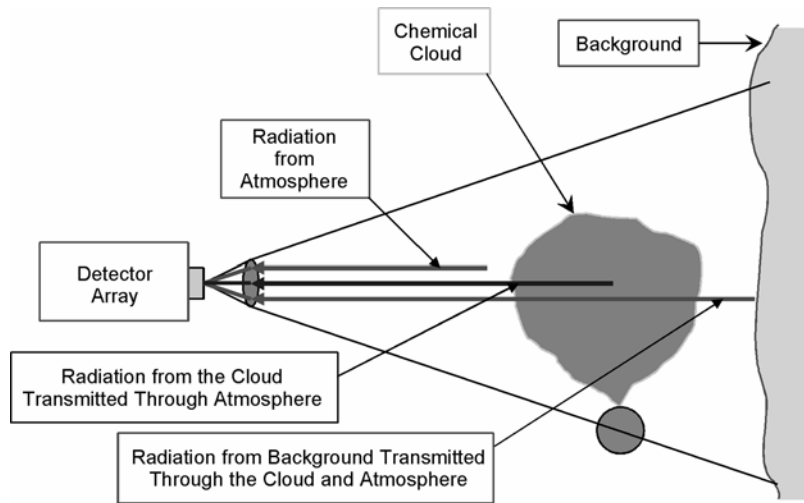 Chemical
Cloud
Background
Radiation
from
Atmosphere
Detector
Array
Radiation from the Cloud
Transmitted Through Atmosphere
Radiation from Background Transmitted
Through the Cloud and Atmosphere